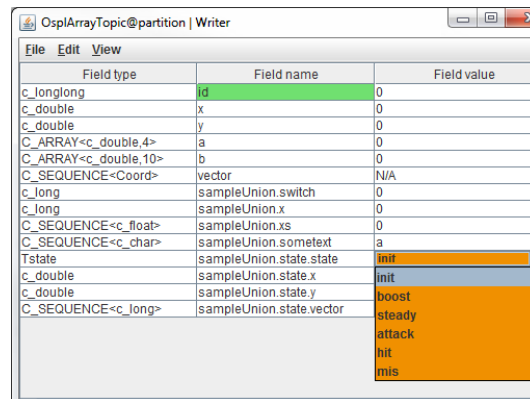 OsplArrayTopic@partition | Writer
File Edit View
Field type Field name Field value
c_longlong id 0
c_double x 0
c_double y 0
C_ARRAY<c_double,4> a 0
C_ARRAY<c_double,10> b 0
C_SEQUENCE<Coord> vector N/A
c_long sampleUnion.switch 0
c_long sampleUnion.x 0
C_SEQUENCE<c_float> sampleUnion.xs 0
C_SEQUENCE<c_char> sampleUnion.sometext a
Tstate sampleUnion.state.state init
c_double sampleUnion.state.x init
c_double sampleUnion.state.y boost
C_SEQUENCE<c_long> sampleUnion.state.vector steady
attack
hit
mis